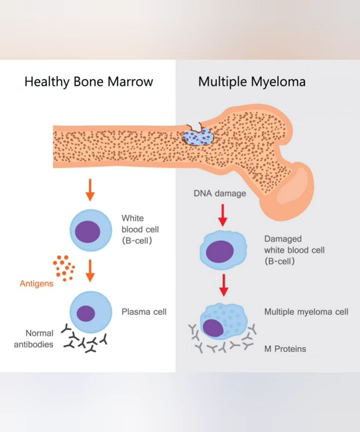 Healthy Bone Marrow
Multiple Myeloma
DNA damage
White
blood cell
(B-cell)
Damaged
white blood cell
(B-cell)
Antigens
Plasma cell
Multiple myeloma cell
Normal
antibodies
M Proteins